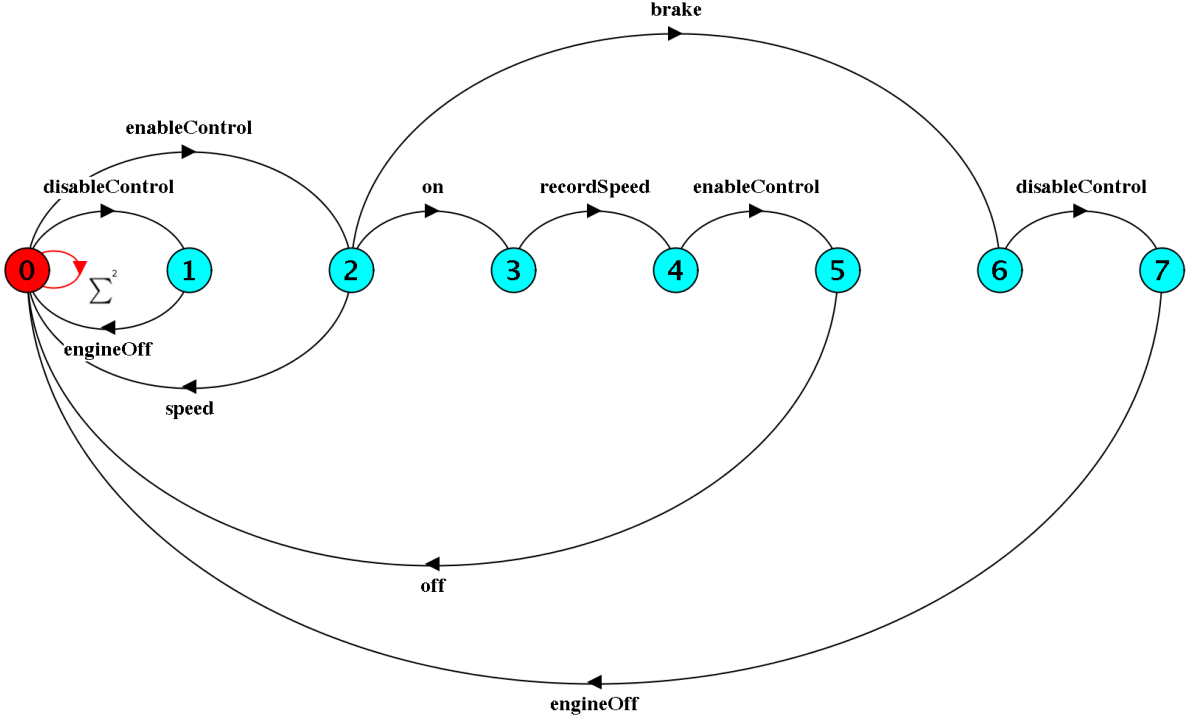 brake
enableControl
disableControl on recordSpeed enableControl disableControl
0 1 2 3 4 5 6 7
∑²
engineOff
speed
off
engineOff